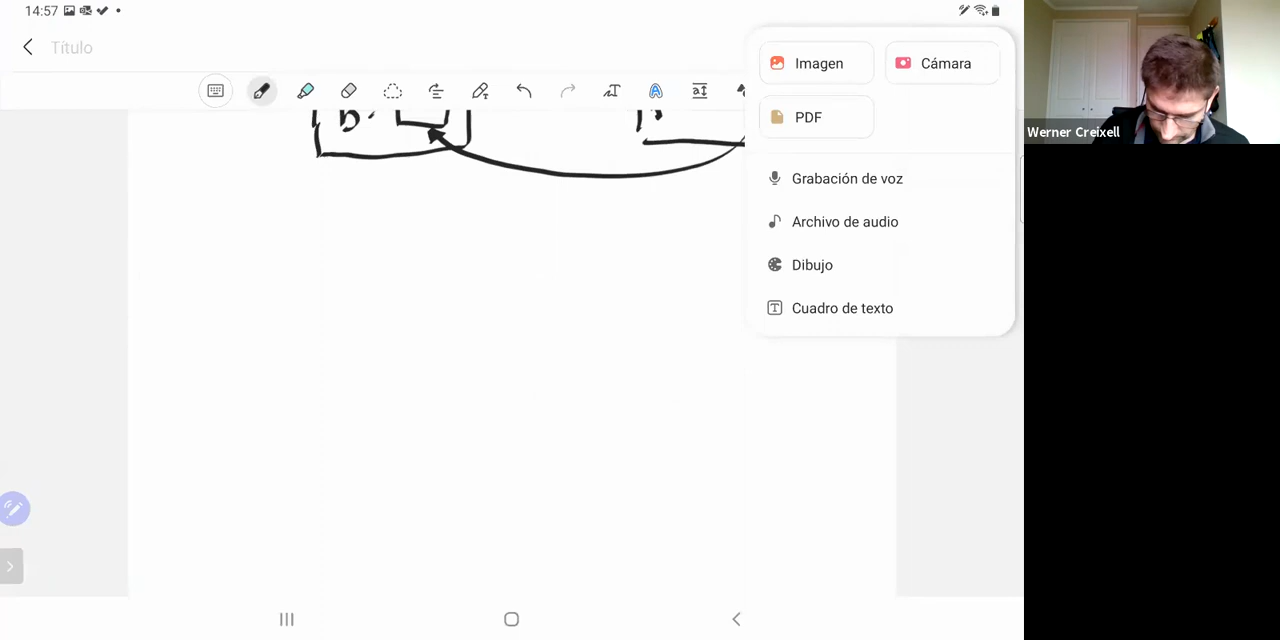 14:57
Título
Imagen
Cámara
PDF
Grabación de voz
Archivo de audio
Dibujo
Cuadro de texto
B.
Werner Creixell